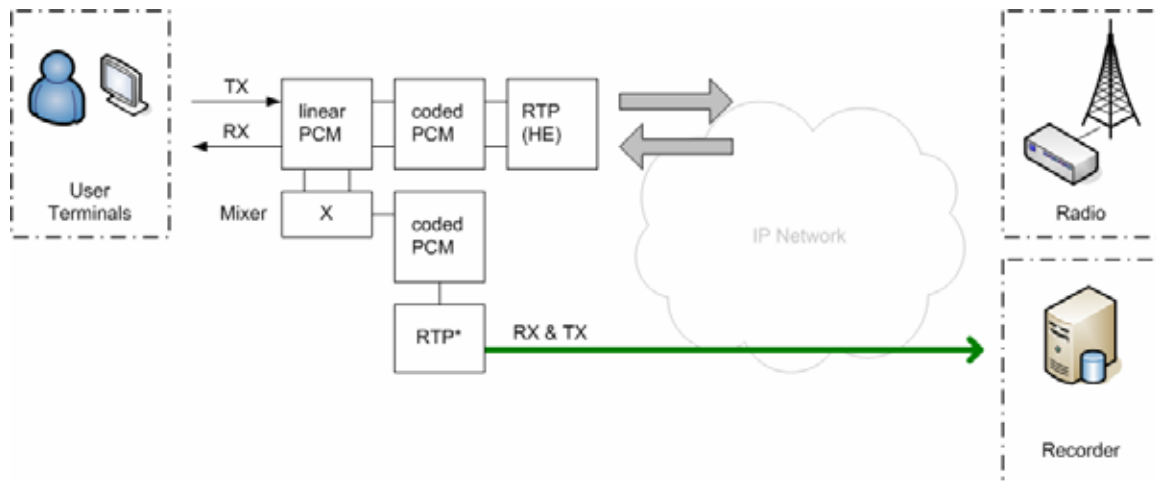 TX
RX
linear
PCM
coded
PCM
RTP
(HE)
User
Terminals
Mixer
X
coded
PCM
IP Network
Radio
RTP*
RX & TX
Recorder